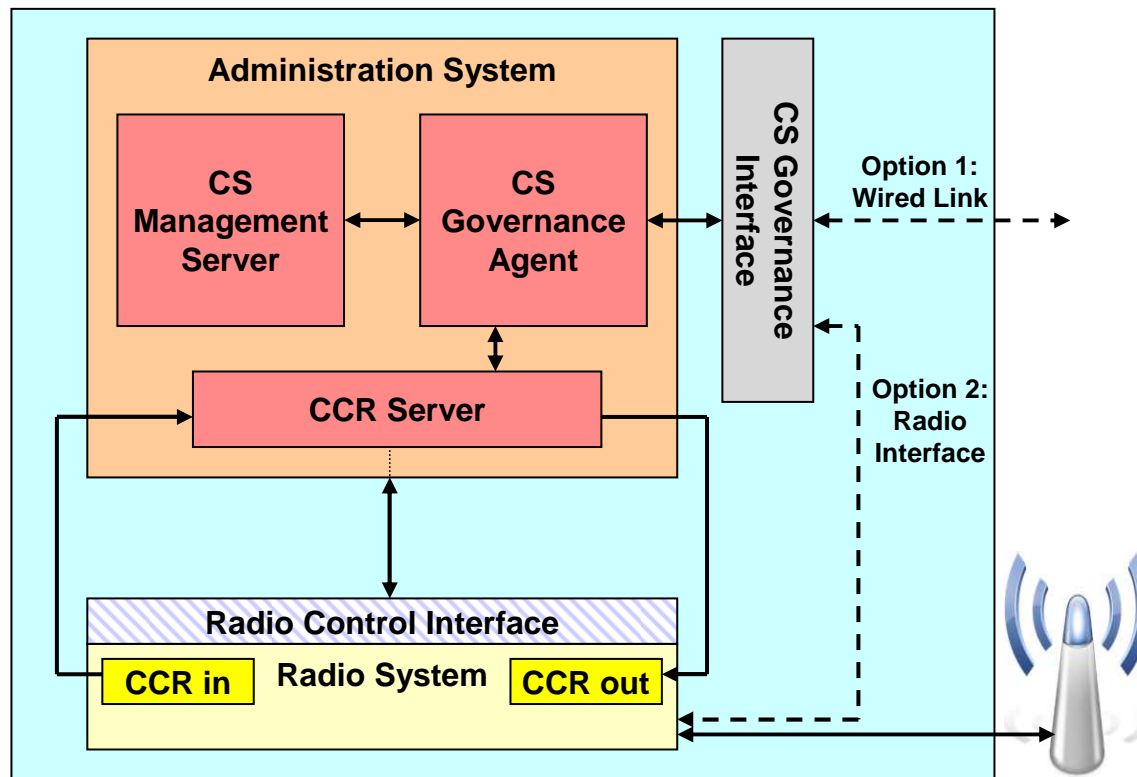 Administration System
CS
Management
Server
CS
Governance
Agent
CS Governance
Interface
Option 1:
Wired Link
Option 2:
Radio
Interface
CCR Server
Radio Control Interface
CCR in
Radio System
CCR out